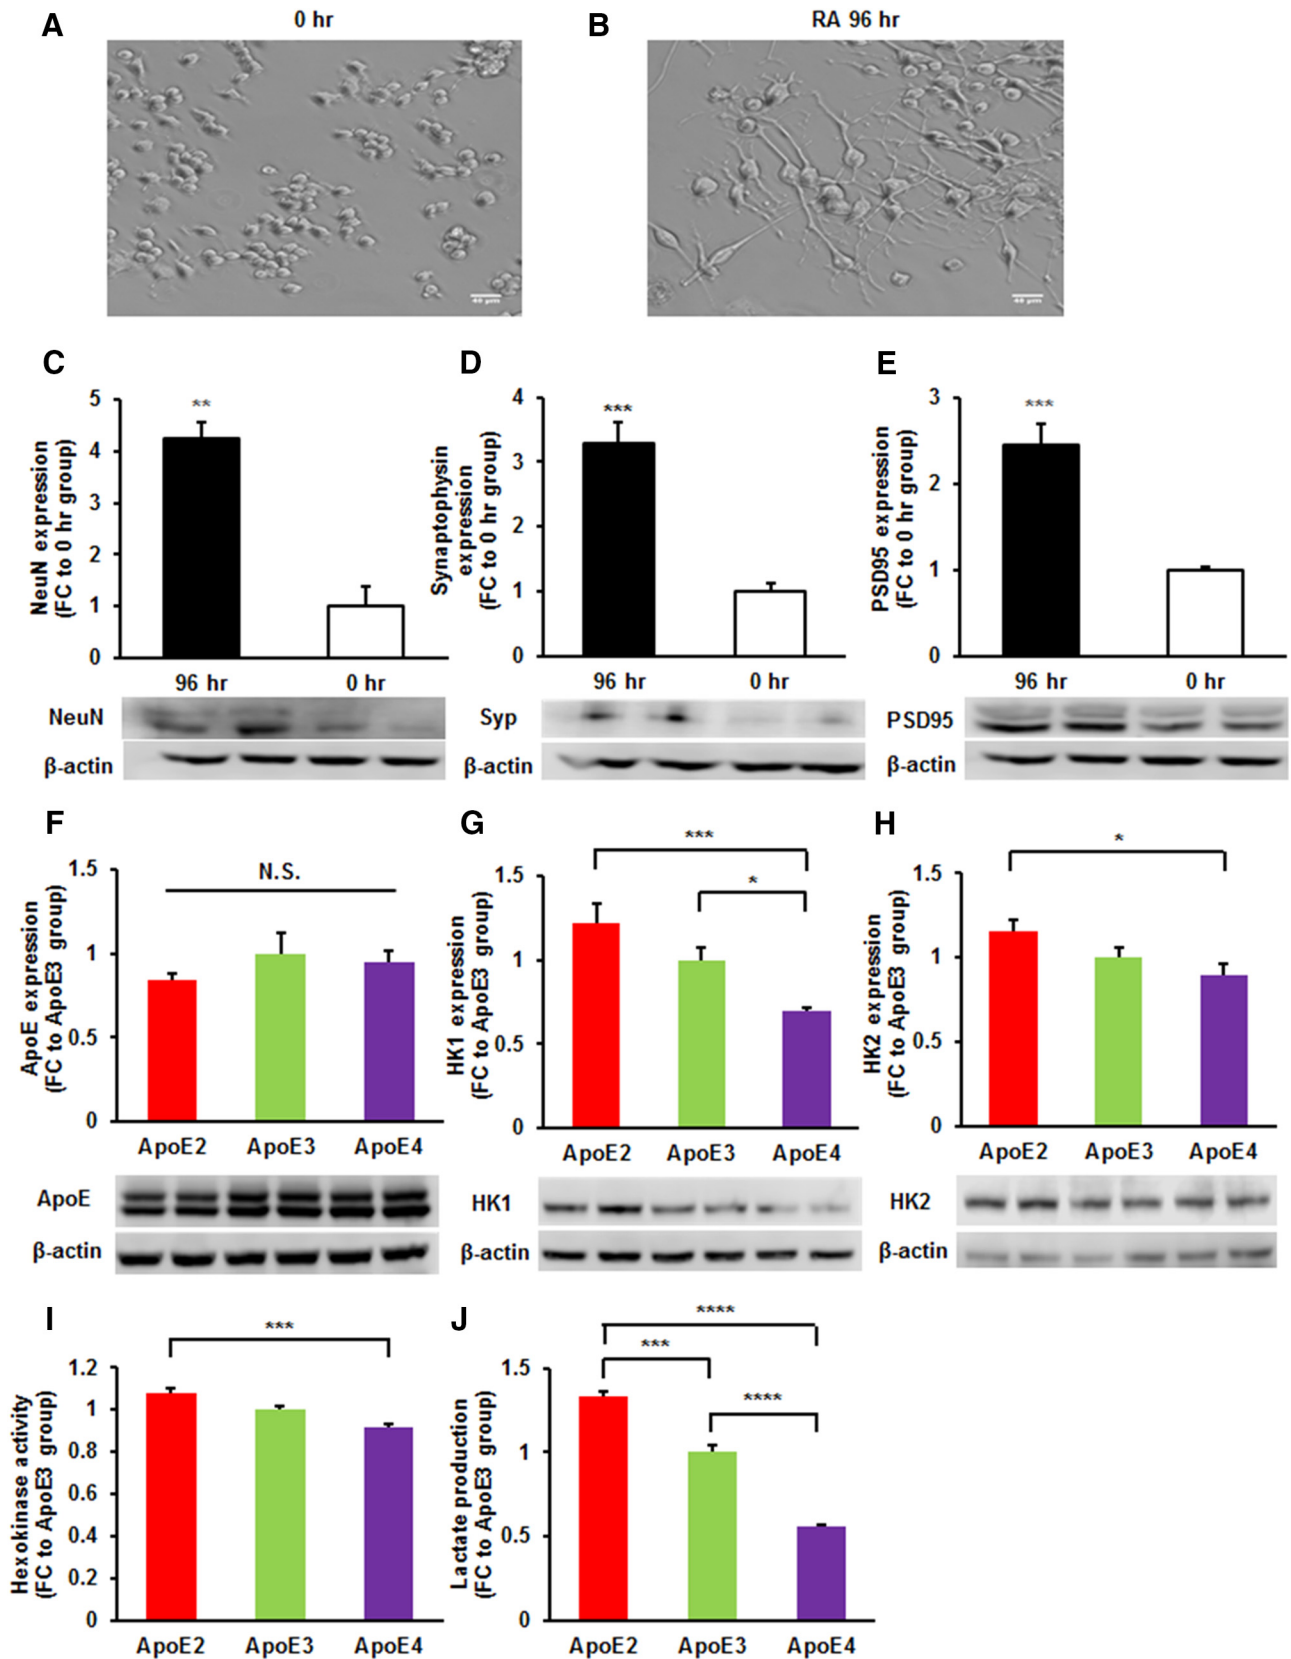 A
0 hr
B
RA 96 hr
40 µm
40 µm
C
NeuN expression
(FC to 0 hr group)
5
4
3
2
1
0
**
96 hr
0 hr
NeuN
β-actin
D
Synaptophysin
expression
(FC to 0 hr group)
4
3
2
1
0
***
96 hr
0 hr
Syp
β-actin
E
PSD95 expression
(FC to 0 hr group)
3
2
1
0
***
96 hr
0 hr
PSD95
β-actin
F
ApoE expression
(FC to ApoE3 group)
1.5
1
0.5
0
N.S.
ApoE2
ApoE3
ApoE4
ApoE
β-actin
G
HK1 expression
(FC to ApoE3 group)
1.5
1
0.5
0
***
*
ApoE2
ApoE3
ApoE4
HK1
β-actin
H
HK2 expression
(FC to ApoE3 group)
1.5
1
0.5
0
*
ApoE2
ApoE3
ApoE4
HK2
β-actin
I
Hexokinase activity
(FC to ApoE3 group)
1.2
1
0.8
0.6
0.4
0.2
0
***
ApoE2
ApoE3
ApoE4
J
Lactate production
(FC to ApoE3 group)
1.5
1
0.5
0
****
***
****
ApoE2
ApoE3
ApoE4